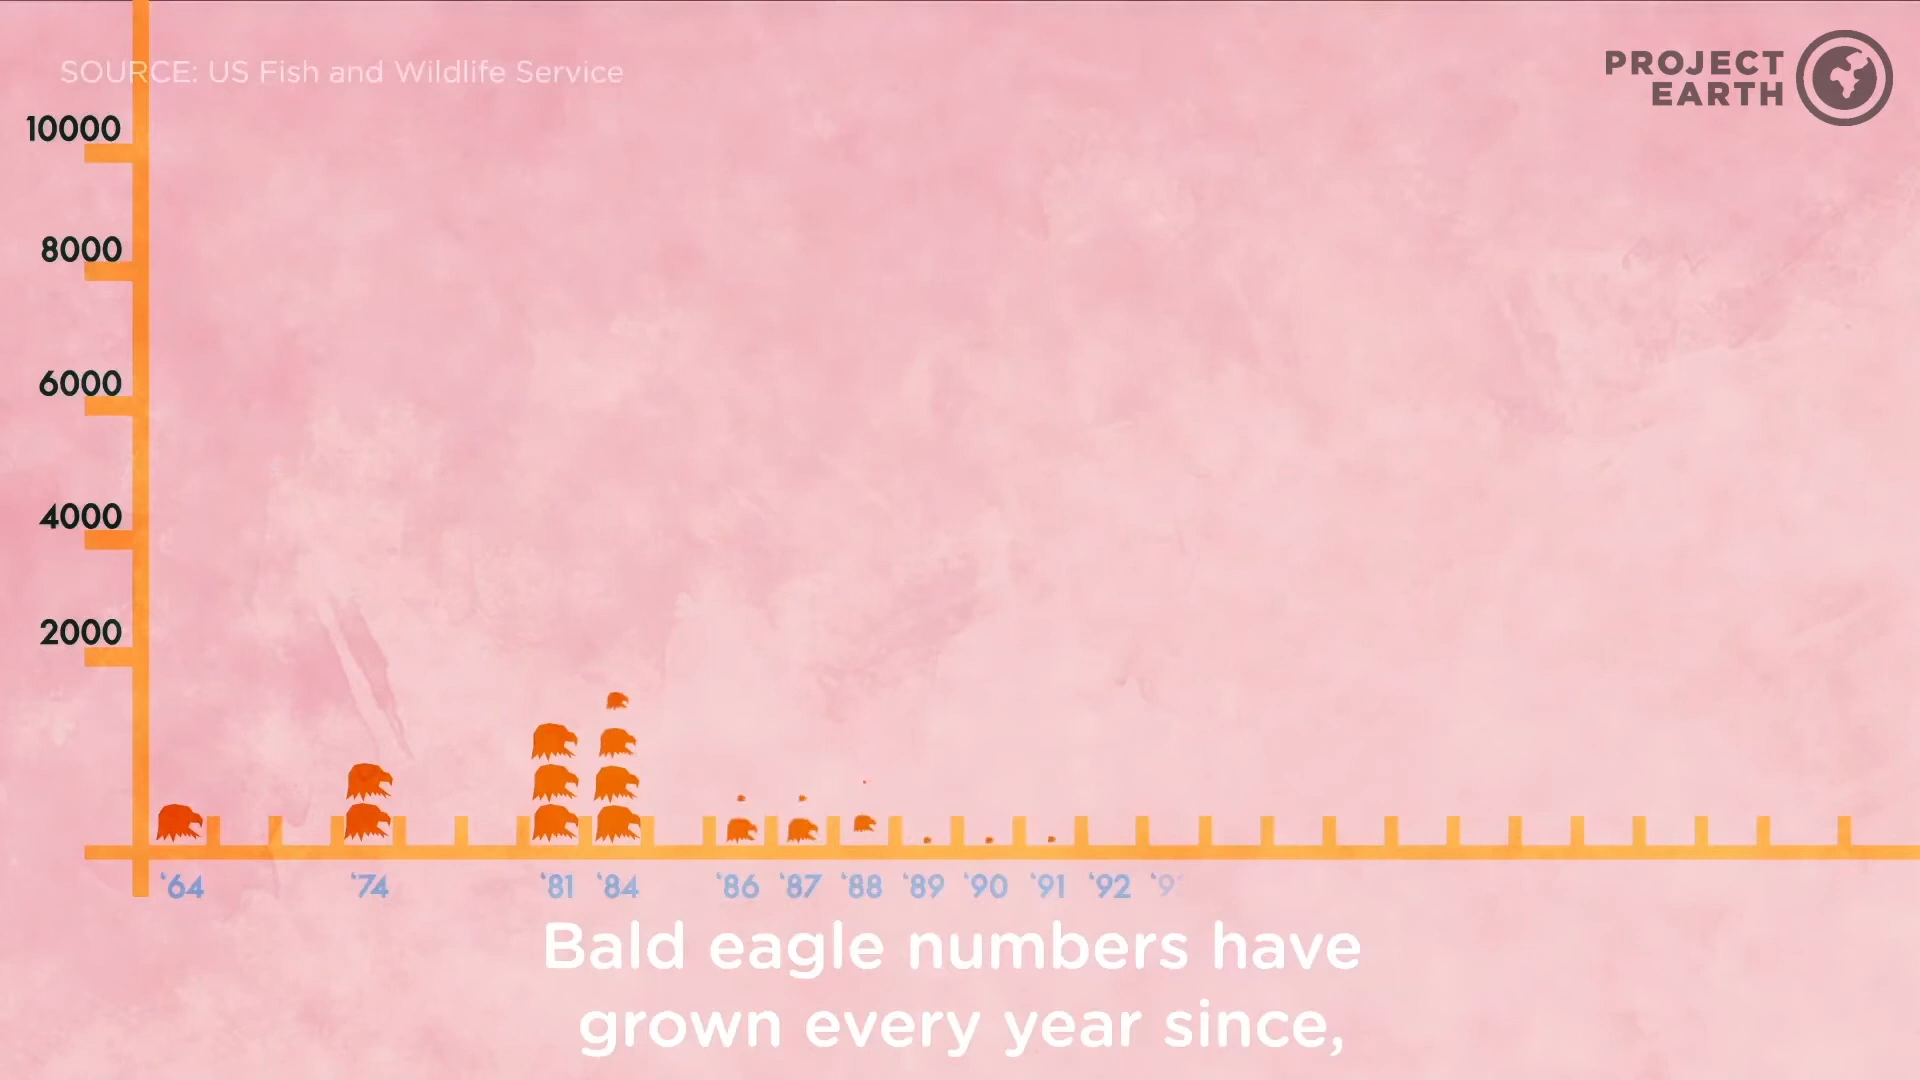 SOURCE: US Fish and Wildlife Service
PROJECT
EARTH
10000
8000
6000
4000
2000
‘64 ‘74 ‘81 ‘84 ‘86 ‘87 ‘88 ‘89 ‘90 ‘91 ‘92
Bald eagle numbers have
grown every year since,